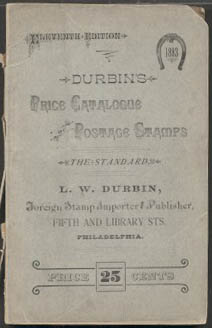 ELEVENTH EDITION
1883
DURBIN'S
PRICE CATALOGUE
POSTAGE STAMPS
THE STANDARD
L. W. DURBIN,
Foreign Stamp Importer & Publisher,
FIFTH AND LIBRARY STS.
PHILADELPHIA.
PRICE 25 CENTS